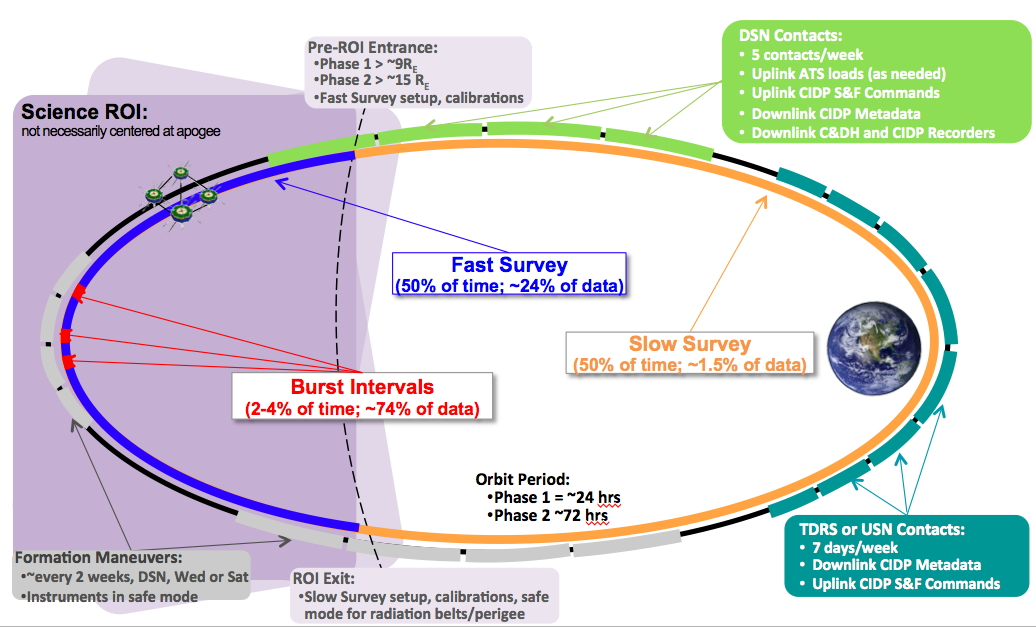 Pre-ROI Entrance:
•Phase 1 > ~9RE
•Phase 2 > ~15 RE
•Fast Survey setup, calibrations
DSN Contacts:
• 5 contacts/week
• Uplink ATS loads (as needed)
• Uplink CIDP S&F Commands
• Downlink CIDP Metadata
• Downlink C&DH and CIDP Recorders
Science ROI:
not necessarily centered at apogee
Fast Survey
(50% of time; ~24% of data)
Slow Survey
(50% of time; ~1.5% of data)
Burst Intervals
(2-4% of time; ~74% of data)
Orbit Period:
•Phase 1 = ~24 hrs
•Phase 2 ~72 hrs
TDRS or USN Contacts:
• 7 days/week
• Downlink CIDP Metadata
• Uplink CIDP S&F Commands
Formation Maneuvers:
•~every 2 weeks, DSN, Wed or Sat
•Instruments in safe mode
ROI Exit:
•Slow Survey setup, calibrations, safe
mode for radiation belts/perigee